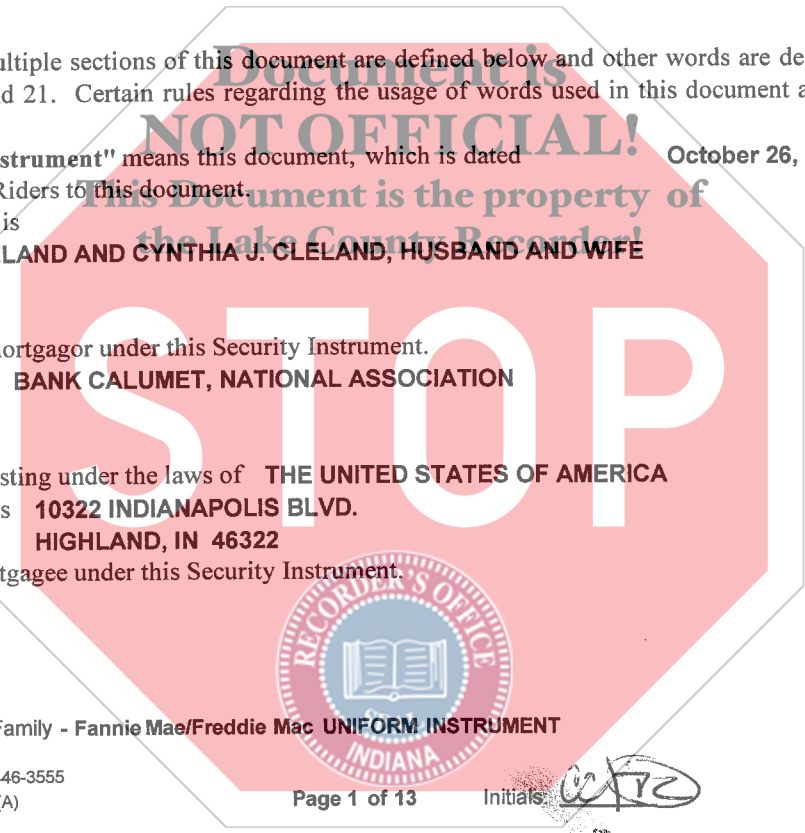 ultiple sections of this document are defined below and other words are de
Document is
d 21. Certain rules regarding the usage of words used in this document a
NOT OFFICIAL!
strument" means this document, which is dated October 26,
Riders to this document.
This Document is the property of
is
the Lake County Recorder!
LAND AND CYNTHIA J. CLELAND, HUSBAND AND WIFE
STOP
ortgagor under this Security Instrument.
BANK CALUMET, NATIONAL ASSOCIATION
sting under the laws of THE UNITED STATES OF AMERICA
s 10322 INDIANAPOLIS BLVD.
HIGHLAND, IN 46322
tgagee under this Security Instrument.
RECORDER'S OFFICE
SEAL
INDIANA
Family - Fannie Mae/Freddie Mac UNIFORM INSTRUMENT
46-3555
(A)
Page 1 of 13 Initials: